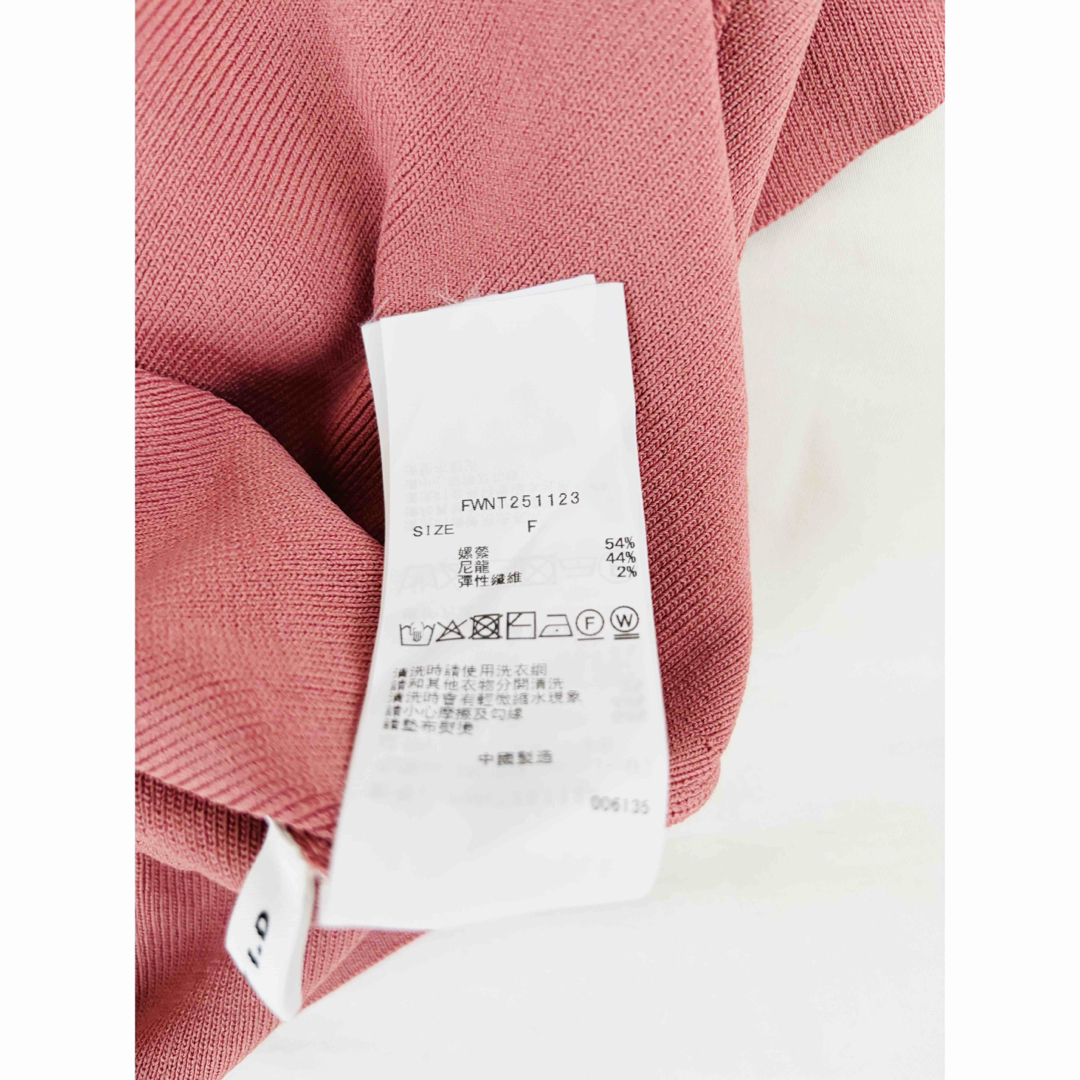 FWNT251123
SIZE F
嫘縈 54%
尼龍 44%
彈性纖維 2%
F W
清洗時請使用洗衣網
請和其他衣物分開清洗
清洗時會有輕微縮水現象
請小心摩擦及勾線
請墊布熨燙
中國製造
006135